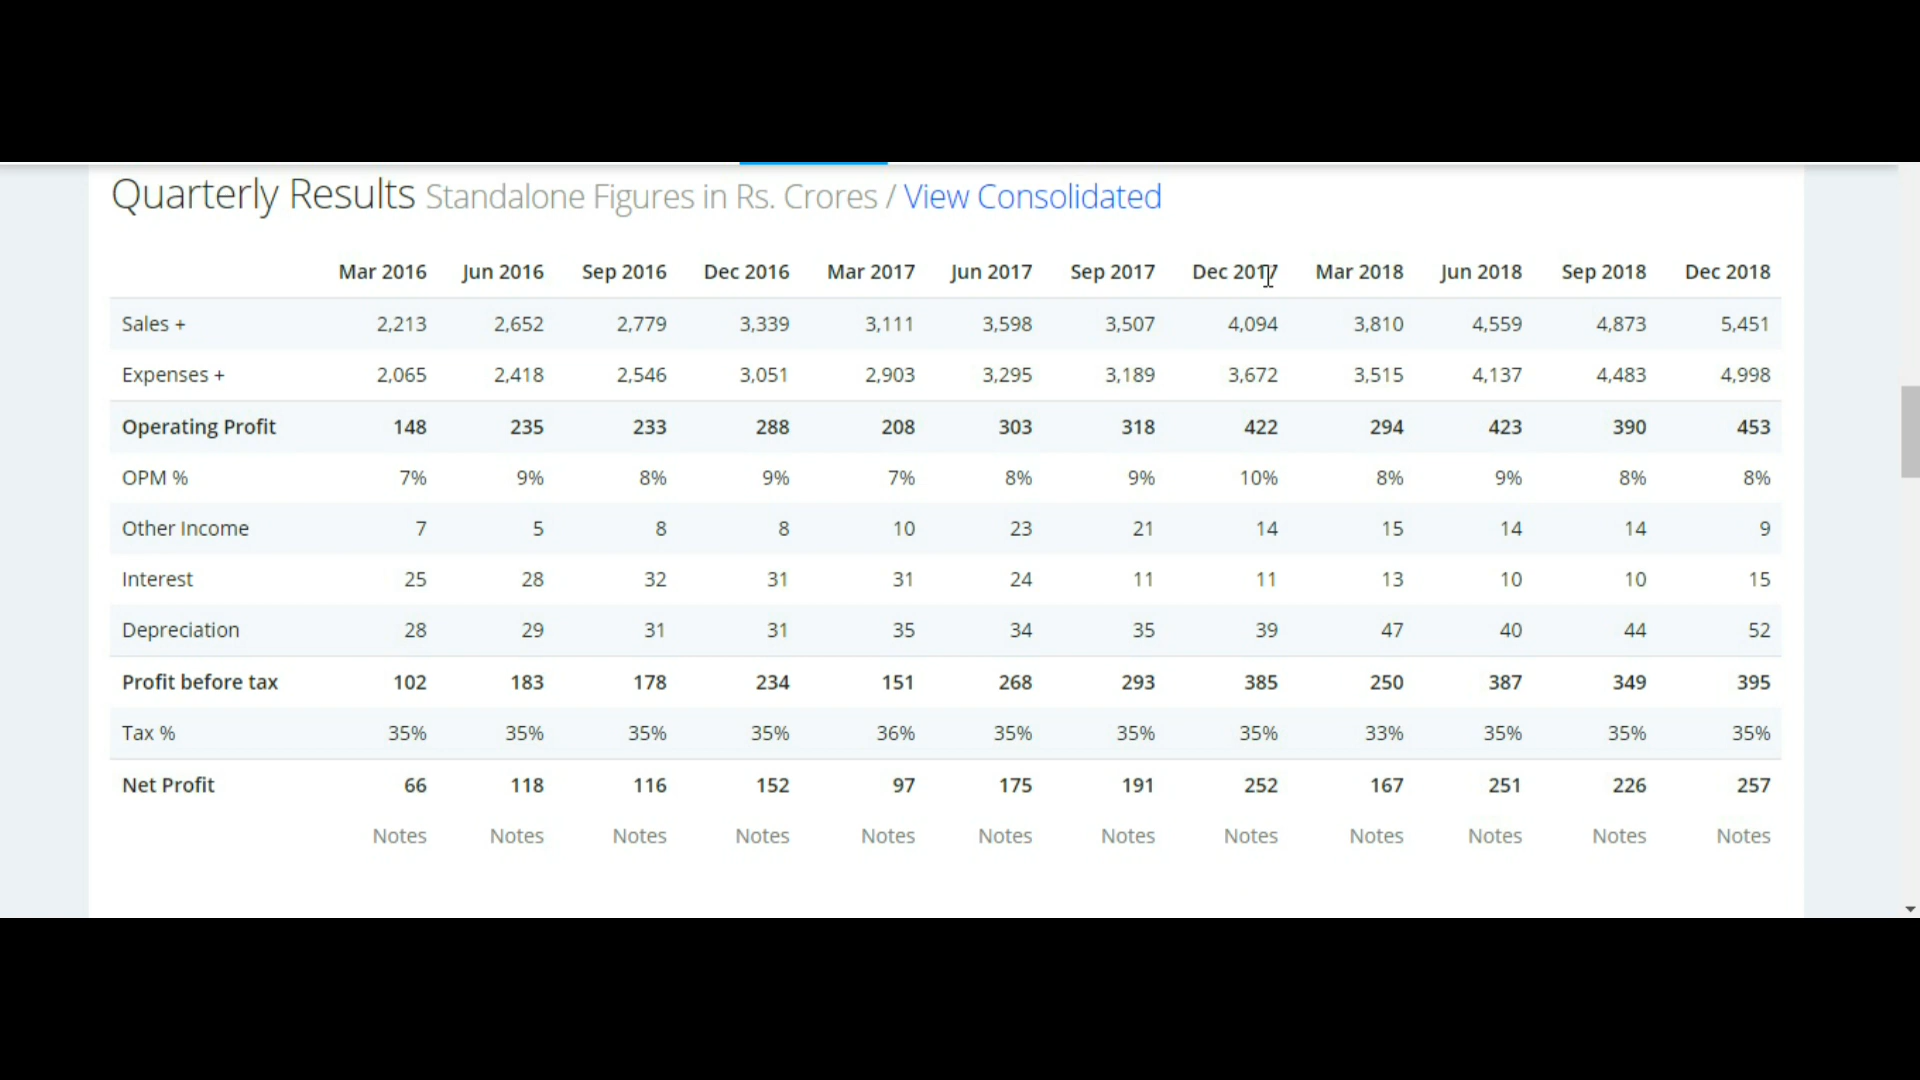 Quarterly Results Standalone Figures in Rs. Crores / View Consolidated
Mar 2016 Jun 2016 Sep 2016 Dec 2016 Mar 2017 Jun 2017 Sep 2017 Dec 2017 Mar 2018 Jun 2018 Sep 2018 Dec 2018
Sales + 2,213 2,652 2,779 3,339 3,111 3,598 3,507 4,094 3,810 4,559 4,873 5,451
Expenses + 2,065 2,418 2,546 3,051 2,903 3,295 3,189 3,672 3,515 4,137 4,483 4,998
Operating Profit 148 235 233 288 208 303 318 422 294 423 390 453
OPM % 7% 9% 8% 9% 7% 8% 9% 10% 8% 9% 8% 8%
Other Income 7 5 8 8 10 23 21 14 15 14 14 9
Interest 25 28 32 31 31 24 11 11 13 10 10 15
Depreciation 28 29 31 31 35 34 35 39 47 40 44 52
Profit before tax 102 183 178 234 151 268 293 385 250 387 349 395
Tax % 35% 35% 35% 35% 36% 35% 35% 35% 33% 35% 35% 35%
Net Profit 66 118 116 152 97 175 191 252 167 251 226 257
Notes Notes Notes Notes Notes Notes Notes Notes Notes Notes Notes Notes